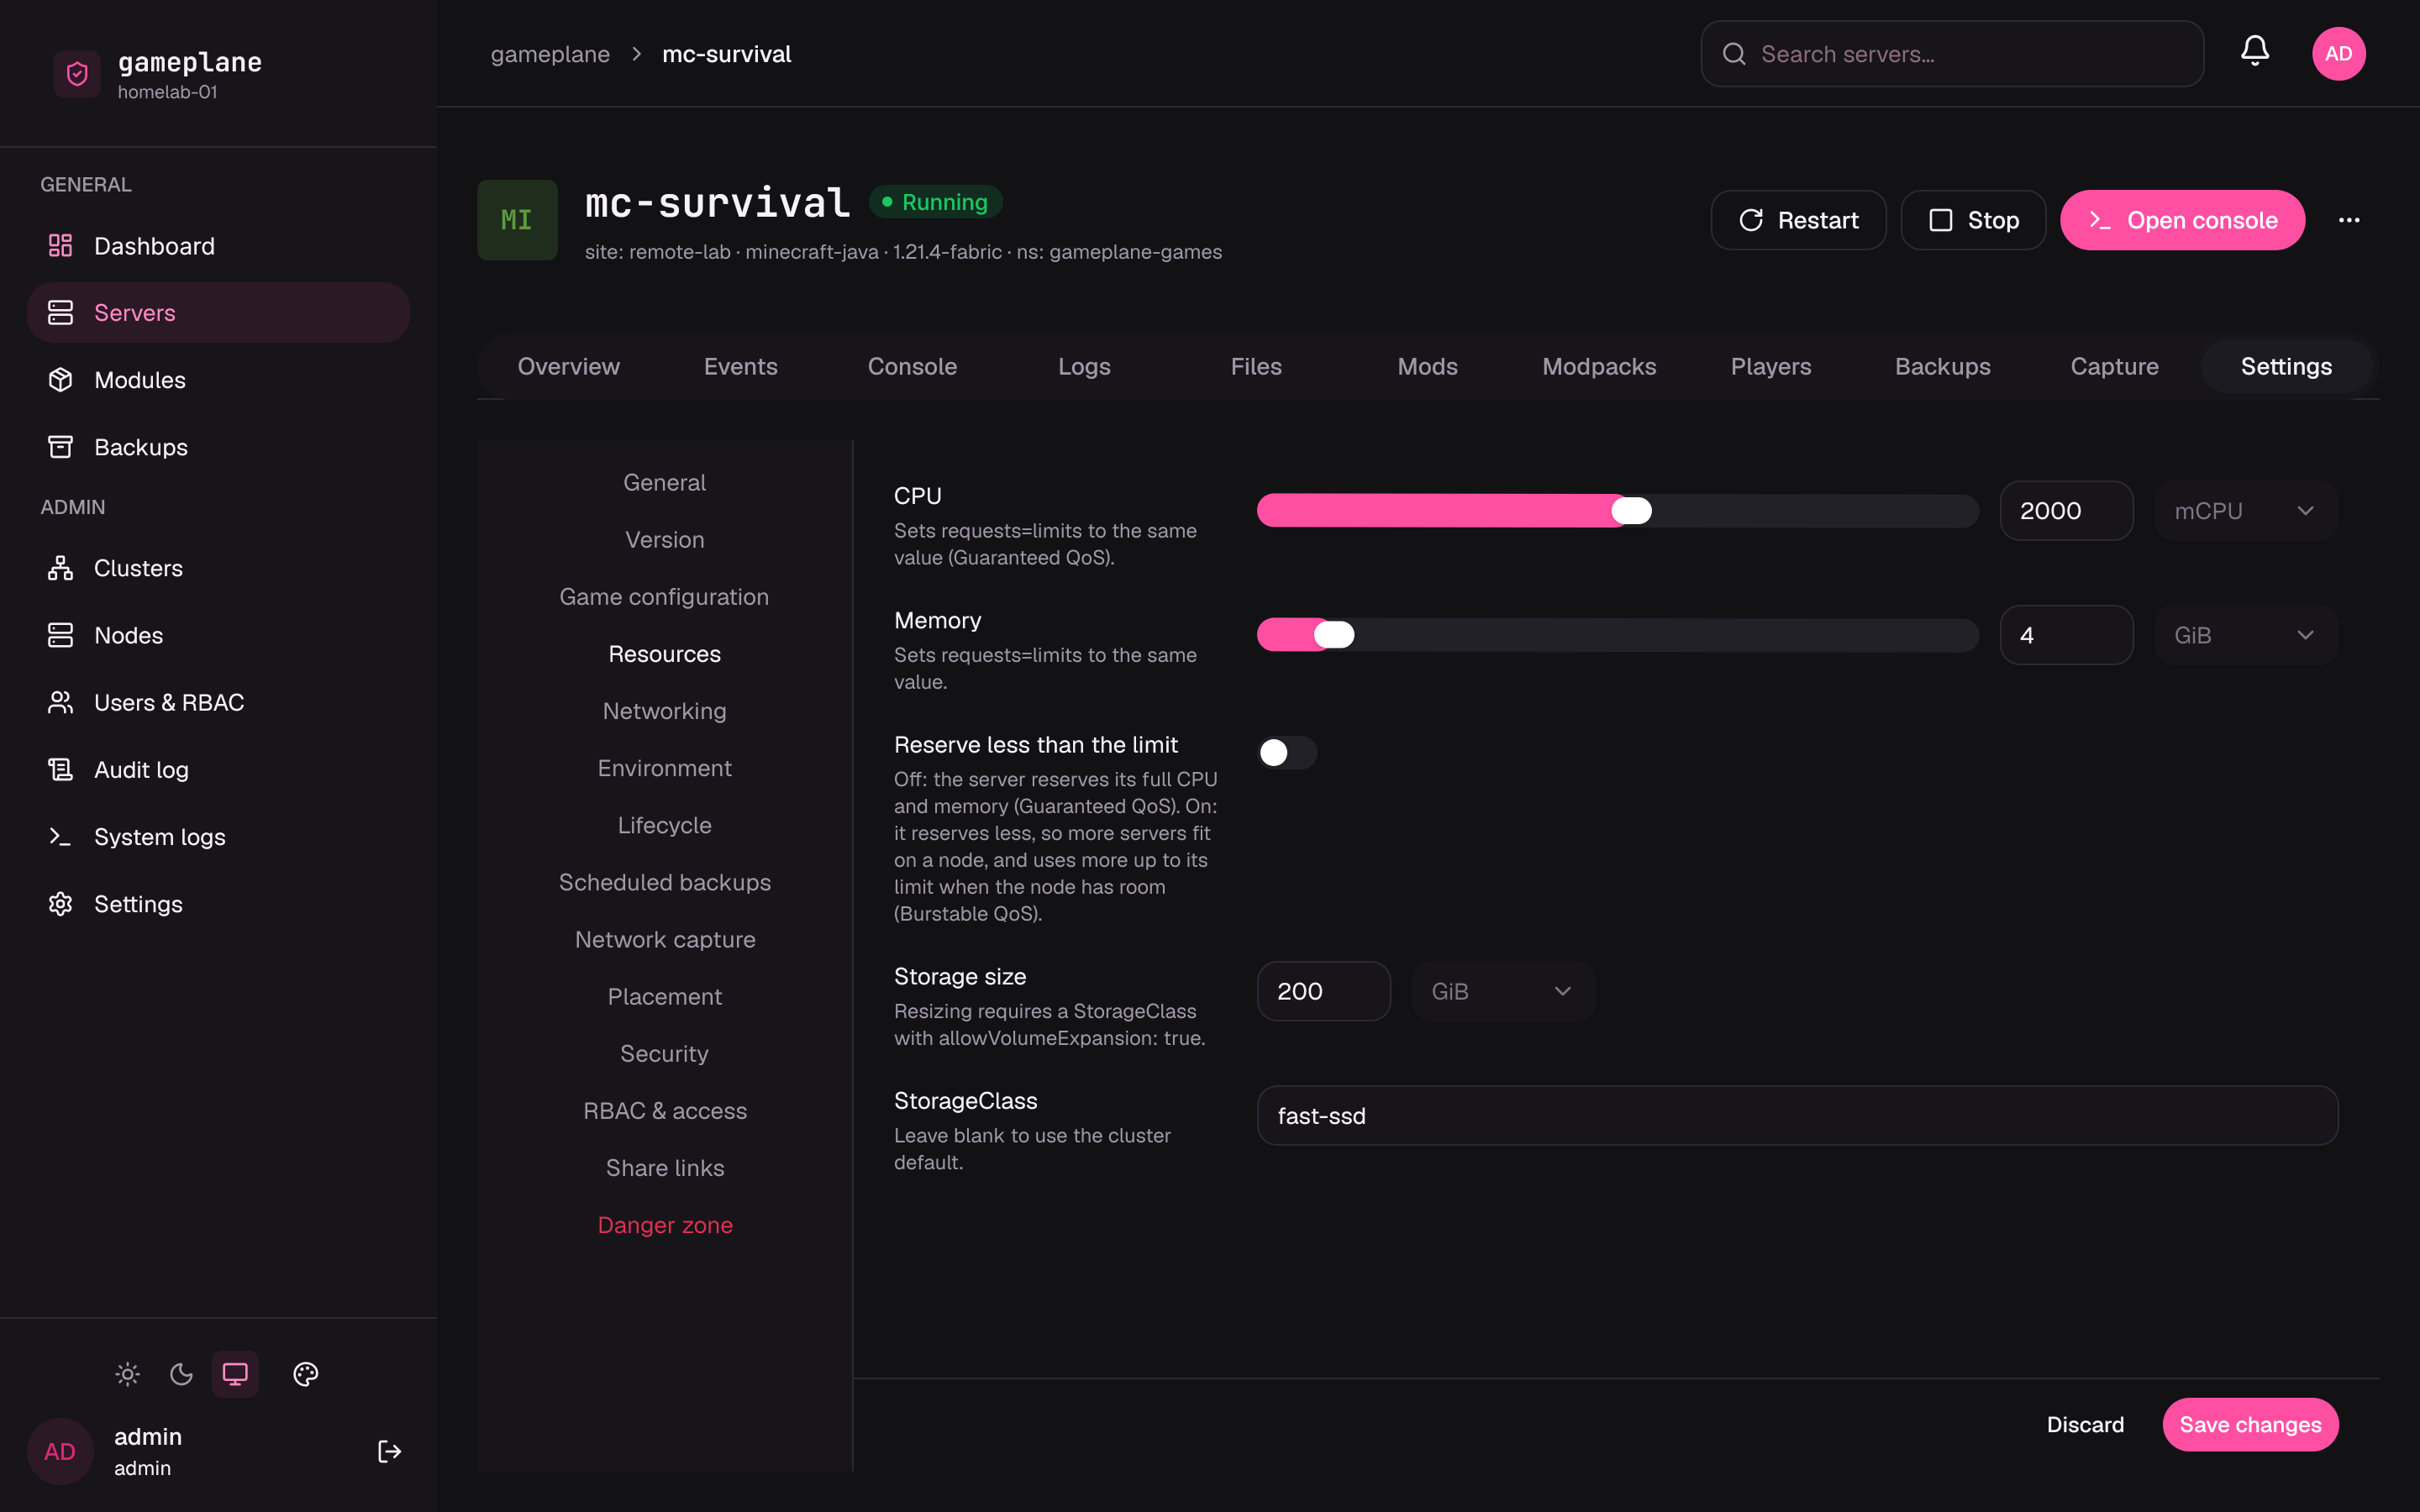 gameplane
homelab-01
GENERAL
Dashboard
Servers
Modules
Backups
ADMIN
Clusters
Nodes
Users & RBAC
Audit log
System logs
Settings
AD
admin
admin
gameplane
mc-survival
Search servers...
AD
MI
mc-survival
Running
site: remote-lab · minecraft-java · 1.21.4-fabric · ns: gameplane-games
Restart
Stop
Open console
Overview
Events
Console
Logs
Files
Mods
Modpacks
Players
Backups
Capture
Settings
General
Version
Game configuration
Resources
Networking
Environment
Lifecycle
Scheduled backups
Network capture
Placement
Security
RBAC & access
Share links
Danger zone
CPU
Sets requests=limits to the same
value (Guaranteed QoS).
2000
mCPU
Memory
Sets requests=limits to the same
value.
4
GiB
Reserve less than the limit
Off: the server reserves its full CPU
and memory (Guaranteed QoS). On:
it reserves less, so more servers fit
on a node, and uses more up to its
limit when the node has room
(Burstable QoS).
Storage size
Resizing requires a StorageClass
with allowVolumeExpansion: true.
200
GiB
StorageClass
Leave blank to use the cluster
default.
fast-ssd
Discard
Save changes